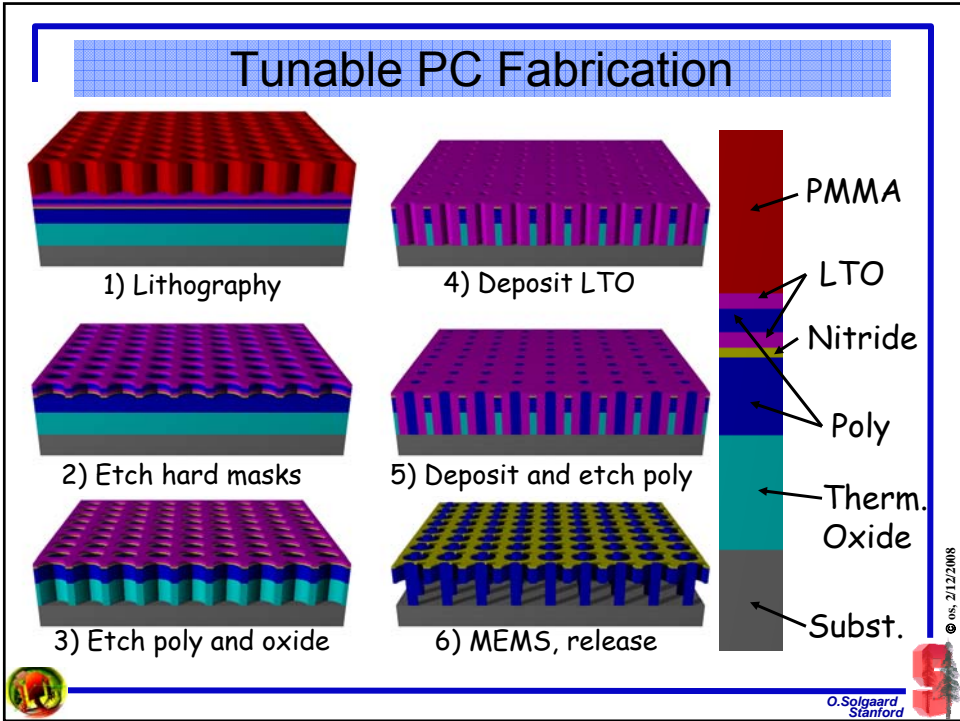 Tunable PC Fabrication
1) Lithography
2) Etch hard masks
3) Etch poly and oxide
4) Deposit LTO
5) Deposit and etch poly
6) MEMS, release
PMMA
LTO
Nitride
Poly
Therm.
Oxide
Subst.
© os, 2/12/2008
O.Solgaard
Stanford